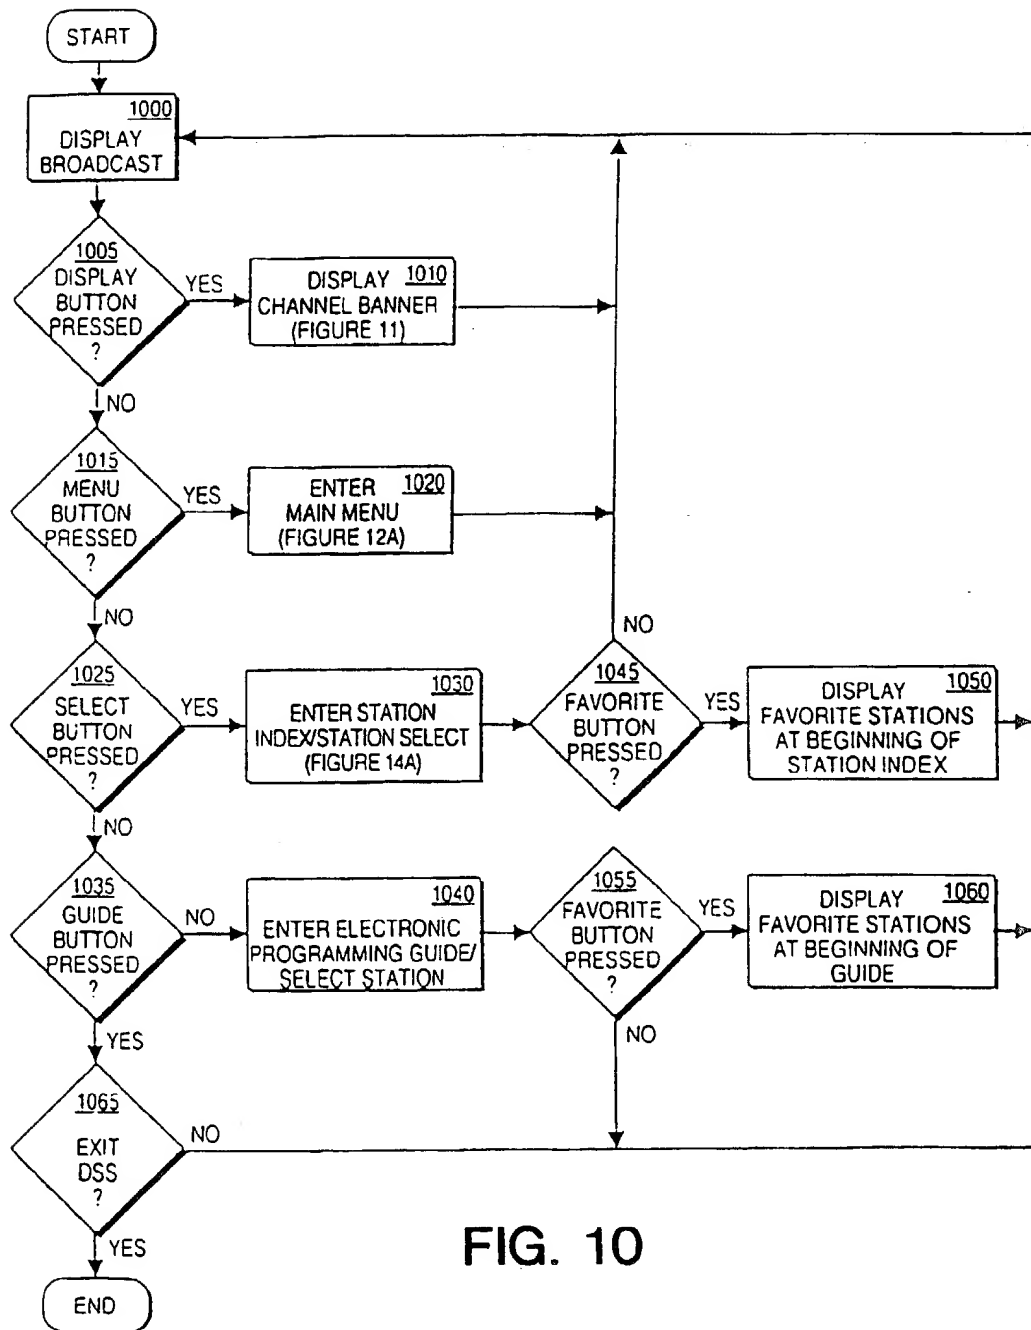 START
1000
DISPLAY
BROADCAST
1005
DISPLAY
BUTTON
PRESSED
?
YES
DISPLAY 1010
CHANNEL BANNER
(FIGURE 11)
NO
1015
MENU
BUTTON
PRESSED
?
YES
ENTER 1020
MAIN MENU
(FIGURE 12A)
NO
1025
SELECT
BUTTON
PRESSED
?
YES
1030
ENTER STATION
INDEX/STATION SELECT
(FIGURE 14A)
NO
1045
FAVORITE
BUTTON
PRESSED
?
YES
DISPLAY 1050
FAVORITE STATIONS
AT BEGINNING OF
STATION INDEX
NO
1035
GUIDE
BUTTON
PRESSED
?
NO
1040
ENTER ELECTRONIC
PROGRAMMING GUIDE/
SELECT STATION
1055
FAVORITE
BUTTON
PRESSED
?
YES
DISPLAY 1060
FAVORITE STATIONS
AT BEGINNING OF
GUIDE
NO
YES
1065
EXIT
DSS
?
NO
YES
END
FIG. 10